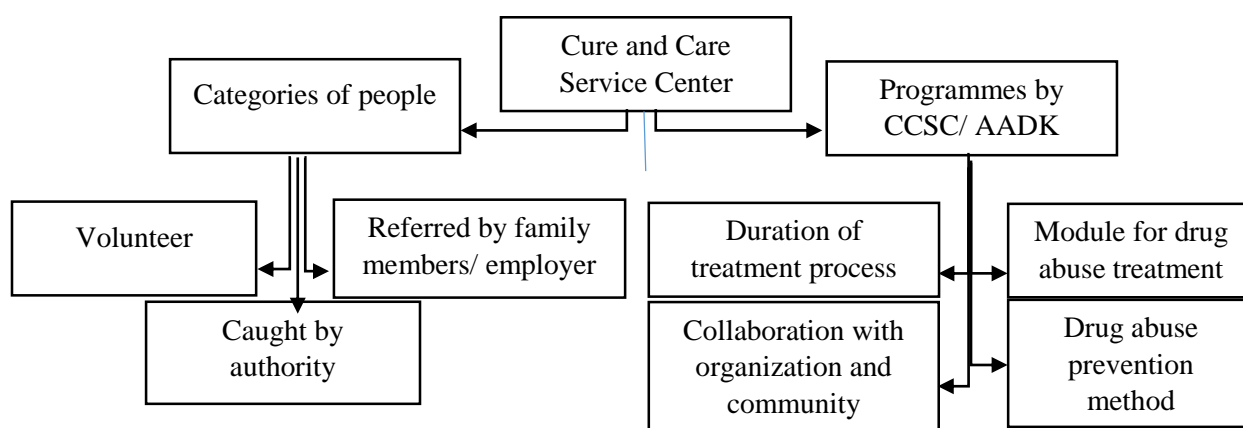 Cure and Care
Service Center
Categories of people
Programmes by
CCSC/ AADK
Volunteer
Referred by family
members/ employer
Caught by
authority
Duration of
treatment process
Module for drug
abuse treatment
Collaboration with
organization and
community
Drug abuse
prevention
method